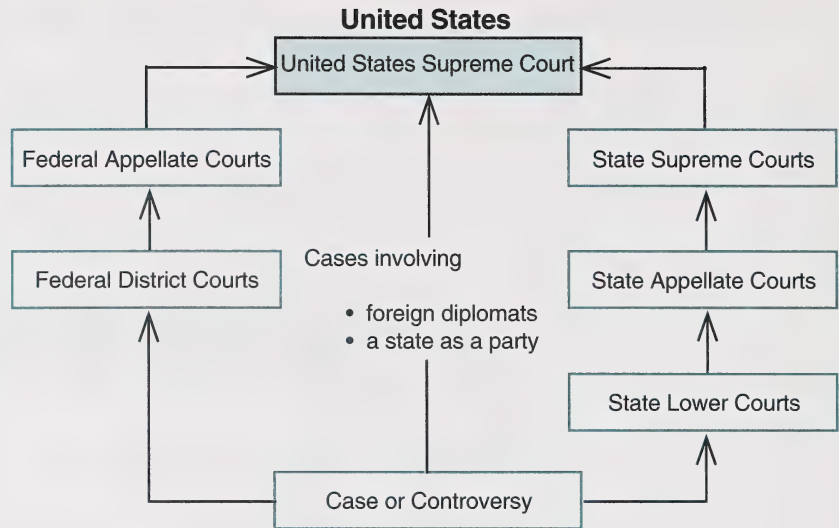 United States
United States Supreme Court
Federal Appellate Courts
State Supreme Courts
Federal District Courts
Cases involving
• foreign diplomats
• a state as a party
State Appellate Courts
State Lower Courts
Case or Controversy